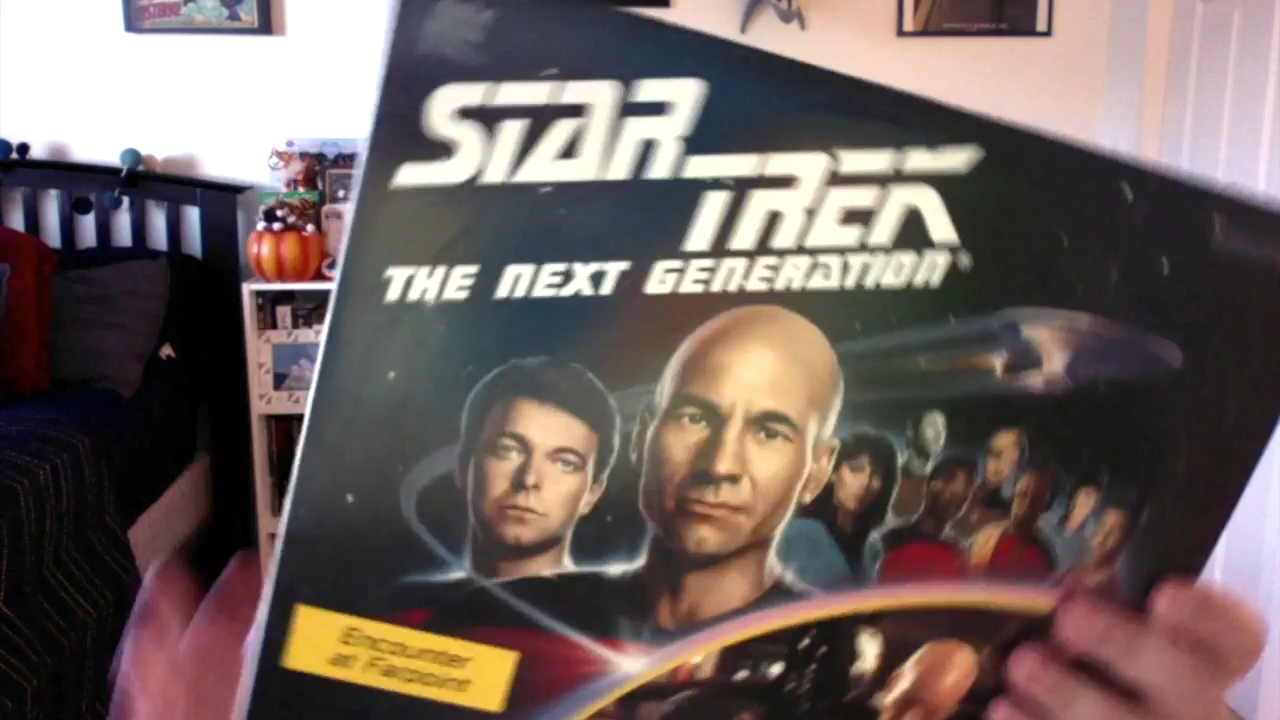 STAR
TREK
THE NEXT GENERATION
Encounter
at Farpoint